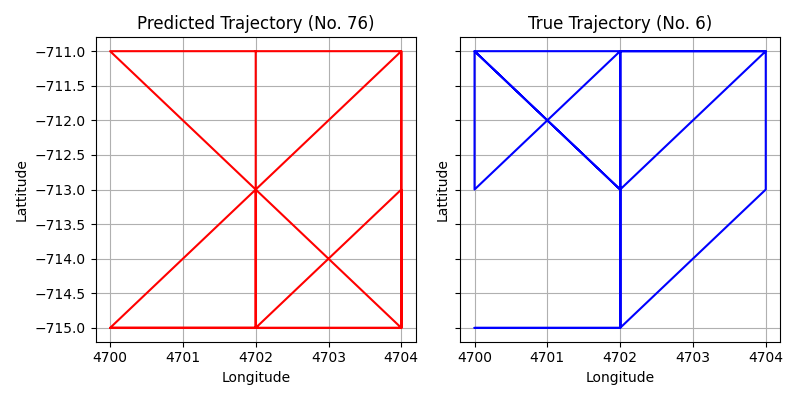 Predicted Trajectory (No. 76)
True Trajectory (No. 6)
Lattitude
−711.0
−711.5
−712.0
−712.5
−713.0
−713.5
−714.0
−714.5
−715.0
4700 4701 4702 4703 4704
Longitude
Lattitude
4700 4701 4702 4703 4704
Longitude